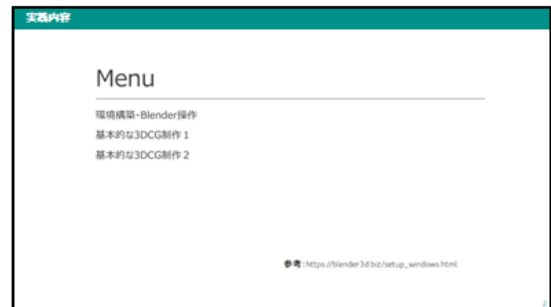 実践内容
Menu
環境構築・Blender操作
基本的な3DCG制作 1
基本的な3DCG制作 2
参考:https://blender3d.biz/setup_windows.html
2